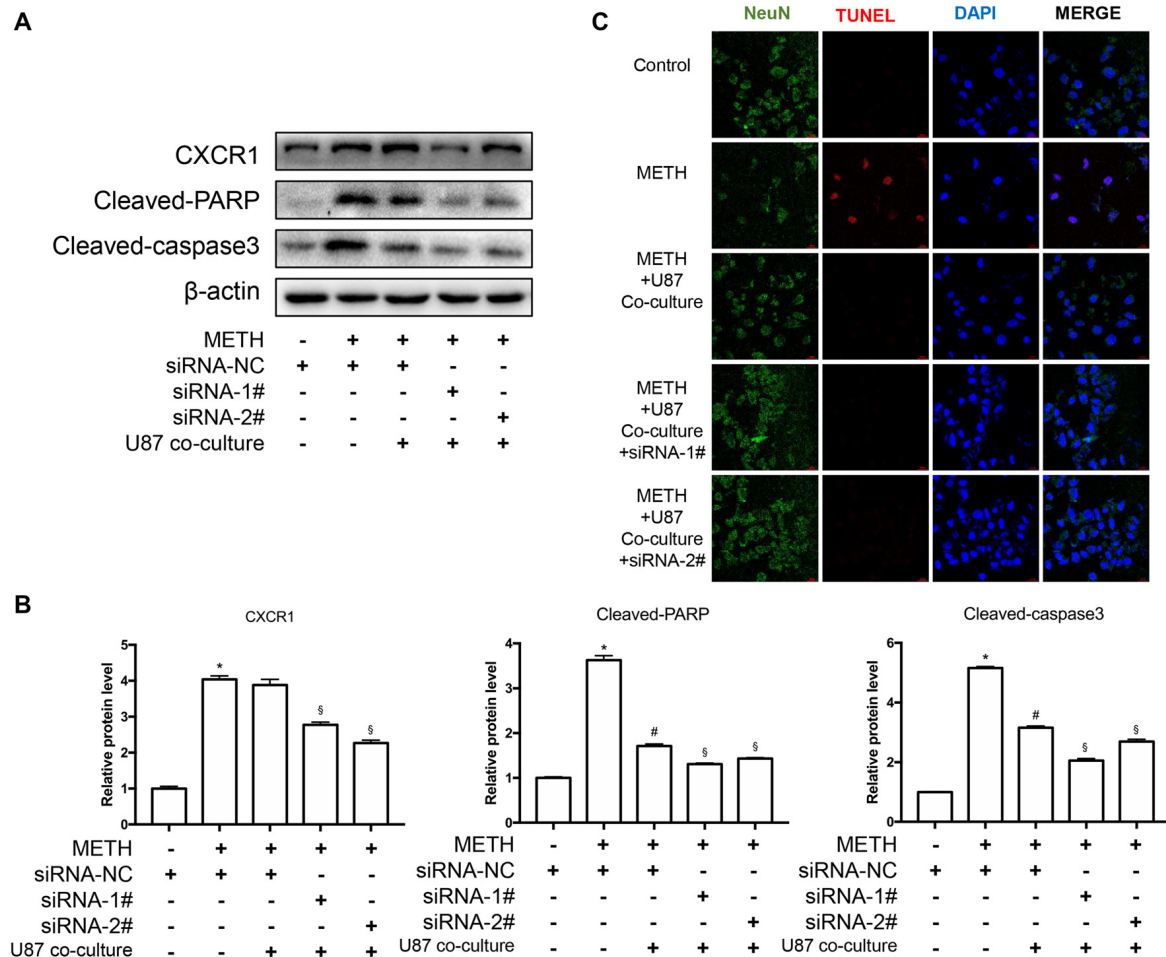 A
CXCR1
Cleaved-PARP
Cleaved-caspase3
β-actin
METH - + + + +
siRNA-NC + + + - -
siRNA-1# - - - + -
siRNA-2# - - - - +
U87 co-culture - - + + +
C
NeuN TUNEL DAPI MERGE
Control
METH
METH
+U87
Co-culture
METH
+U87
Co-culture
+siRNA-1#
METH
+U87
Co-culture
+siRNA-2#
B
CXCR1
Relative protein level
5
4
3
2
1
0
*
§
§
METH - + + + +
siRNA-NC + + + - -
siRNA-1# - - - + -
siRNA-2# - - - - +
U87 co-culture - - + + +
Cleaved-PARP
Relative protein level
4
3
2
1
0
*
#
§
§
METH - + + + +
siRNA-NC + + + - -
siRNA-1# - - - + -
siRNA-2# - - - - +
U87 co-culture - - + + +
Cleaved-caspase3
Relative protein level
6
4
2
0
*
#
§
§
METH - + + + +
siRNA-NC + + + - -
siRNA-1# - - - + -
siRNA-2# - - - - +
U87 co-culture - - + + +